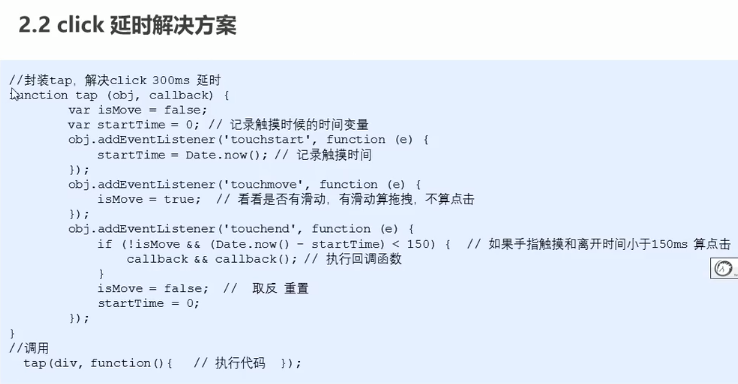 2.2 click 延时解决方案
//封装tap，解决click 300ms 延时
function tap (obj, callback) {
        var isMove = false;
        var startTime = 0; // 记录触摸时候的时间变量
        obj.addEventListener('touchstart', function (e) {
            startTime = Date.now(); // 记录触摸时间
        });
        obj.addEventListener('touchmove', function (e) {
            isMove = true;  // 看看是否有滑动，有滑动算拖拽，不算点击
        });
        obj.addEventListener('touchend', function (e) {
            if (!isMove && (Date.now() - startTime) < 150) {  // 如果手指触摸和离开时间小于150ms 算点击
                callback && callback(); // 执行回调函数
            }
            isMove = false;  //  取反 重置
            startTime = 0;
        });
}
//调用
  tap(div, function(){   // 执行代码  });